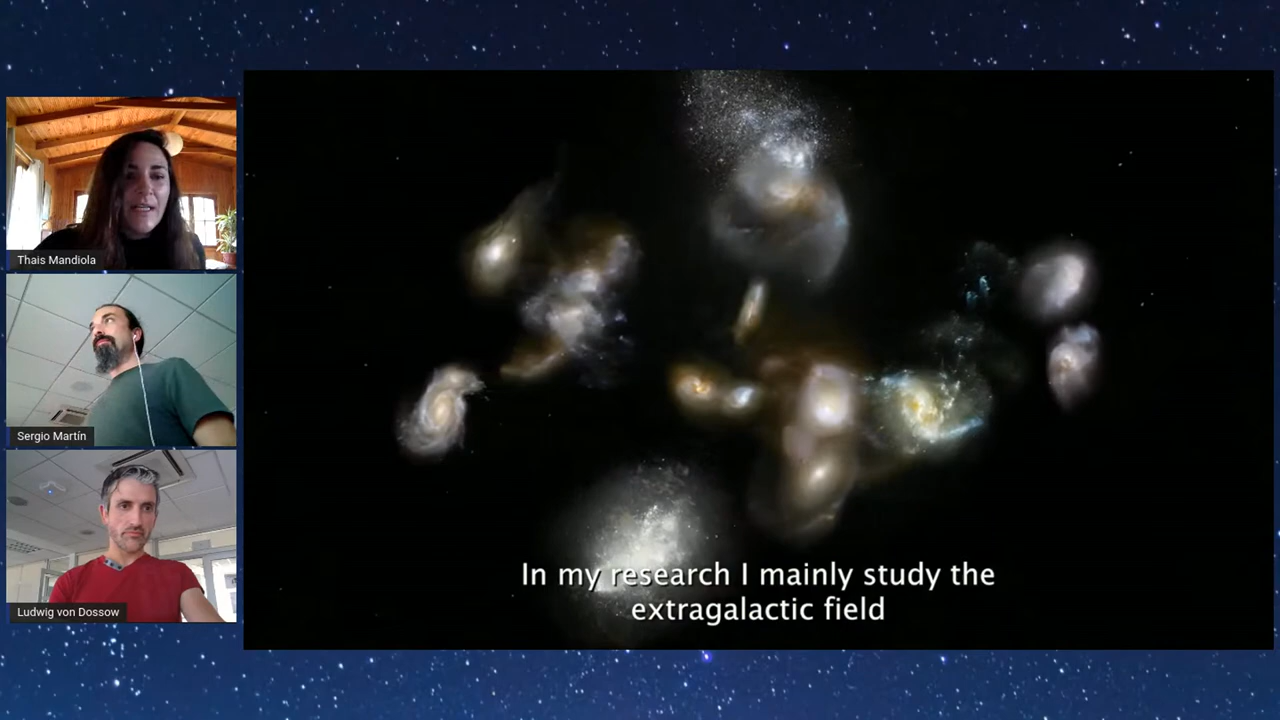 Thais Mandiola
Sergio Martín
Ludwig von Dossow
In my research I mainly study the
extragalactic field